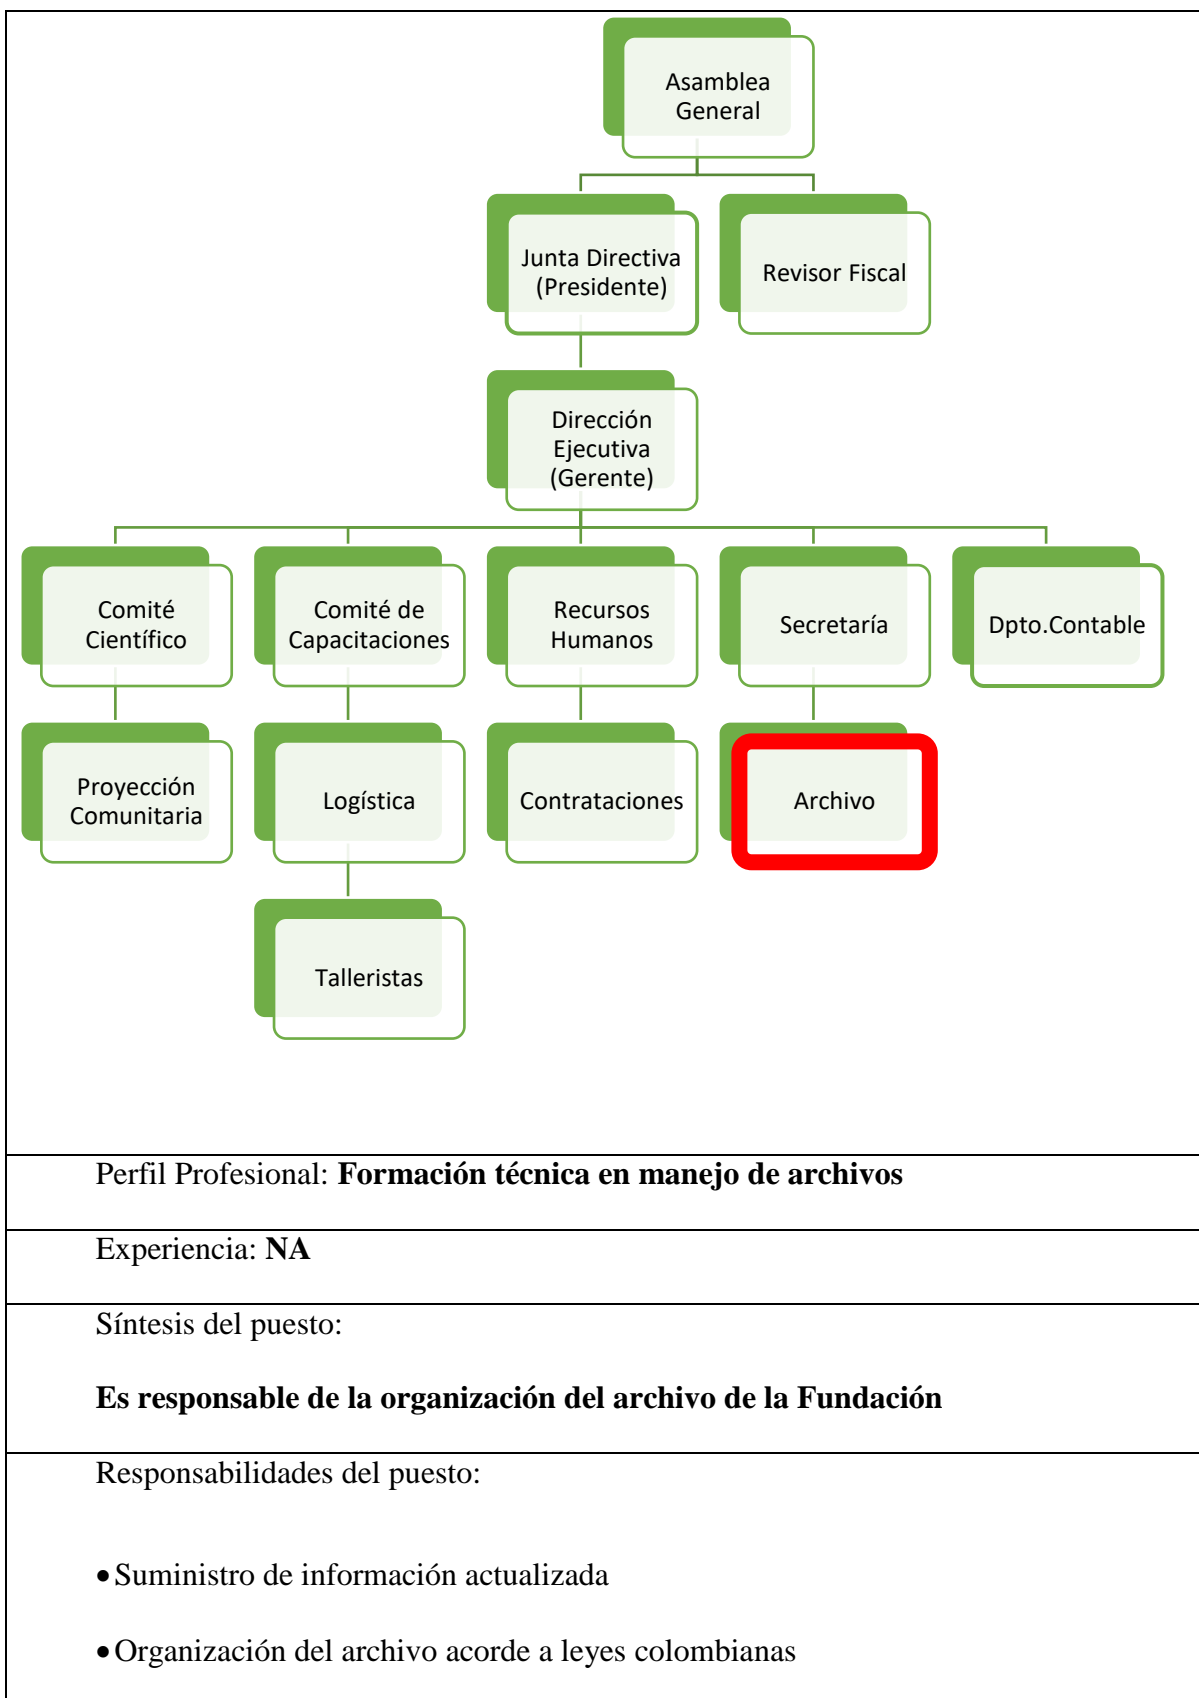 Asamblea
General
Junta Directiva
(Presidente)
Revisor Fiscal
Dirección
Ejecutiva
(Gerente)
Comité
Científico
Comité de
Capacitaciones
Recursos
Humanos
Secretaría
Dpto.Contable
Proyección
Comunitaria
Logística
Contrataciones
Archivo
Talleristas
Perfil Profesional: Formación técnica en manejo de archivos
Experiencia: NA
Síntesis del puesto:
Es responsable de la organización del archivo de la Fundación
Responsabilidades del puesto:
• Suministro de información actualizada
• Organización del archivo acorde a leyes colombianas